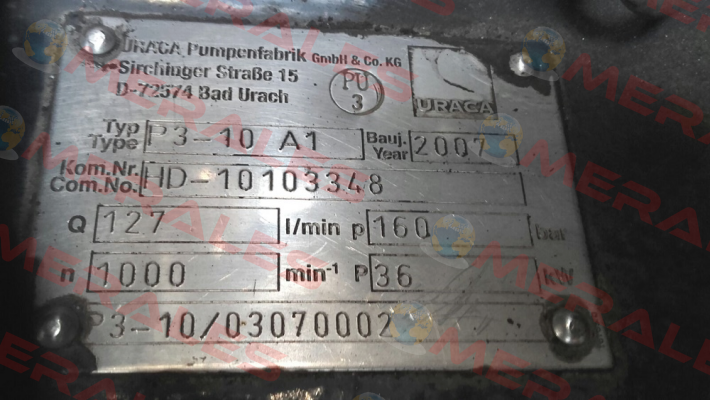 URACA Pumpenfabrik GmbH & Co. KG
Sirchinger Straße 15
D-72574 Bad Urach
PU
3
URACA
Typ
Type P3-10 A1 Bauj.
Year 2007
Kom.Nr.
Com.No. HD-10103348
Q 127 l/min p 160 bar
n 1000 min-1 P 36 kW
P3-10/03070002
MERALES